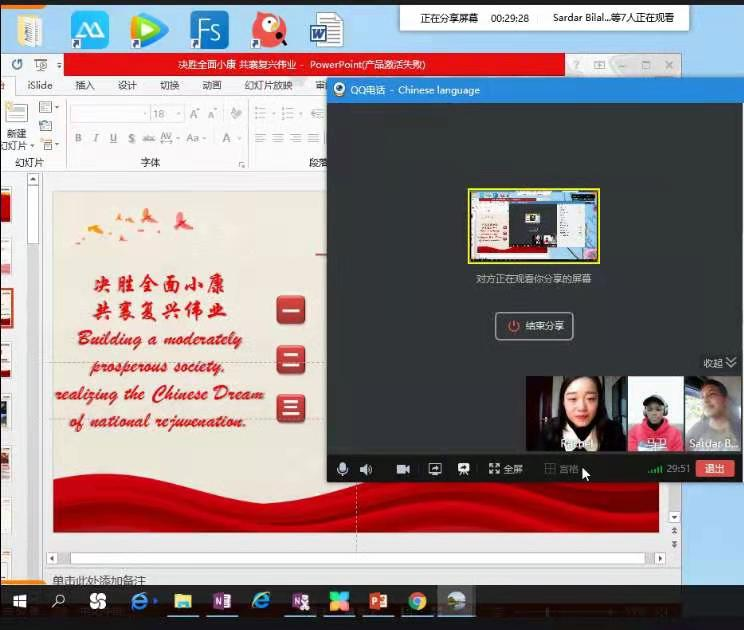 正在分享屏幕 00:29:28 Sardar Bilal...等7人正在观看
决胜全面小康 共襄复兴伟业 - PowerPoint(产品激活失败)
iSlide 插入 设计 切换 动画 幻灯片放映
QQ电话 - Chinese language
18
新建
幻灯片
B I U S abc AV Aa A
幻灯片 字体 段落
对方正在观看你分享的屏幕
结束分享
决胜全面小康
共襄复兴伟业
Building a moderately
prosperous society,
realizing the Chinese Dream
of national rejuvenation.
一
二
三
收起
Rachel 马卫 Sardar B...
全屏 宫格 29:51 退出
单击此处添加备注